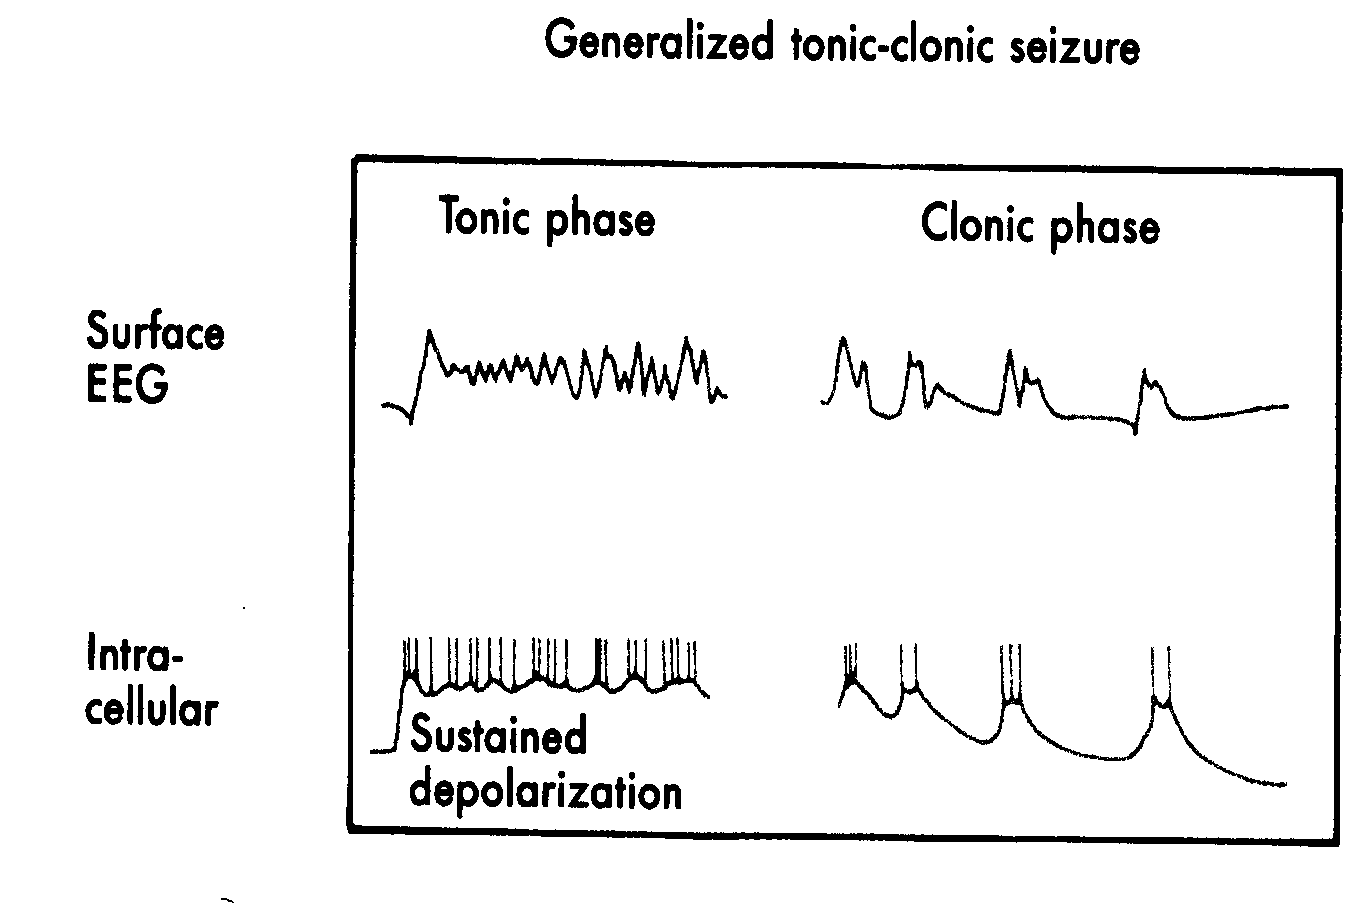 Generalized tonic-clonic seizure
Tonic phase
Clonic phase
Surface
EEG
Intra-
cellular
Sustained
depolarization